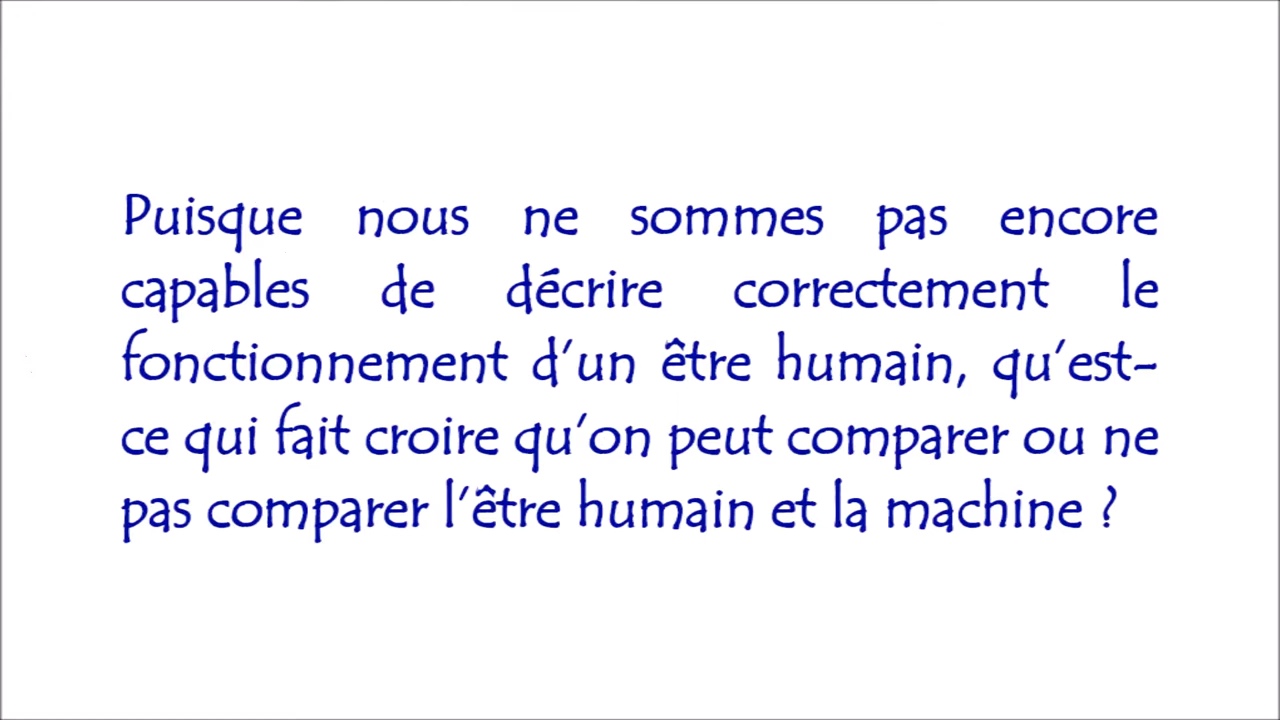 Puisque nous ne sommes pas encore
capables de décrire correctement le
fonctionnement d’un être humain, qu’est-
ce qui fait croire qu’on peut comparer ou ne
pas comparer l’être humain et la machine ?